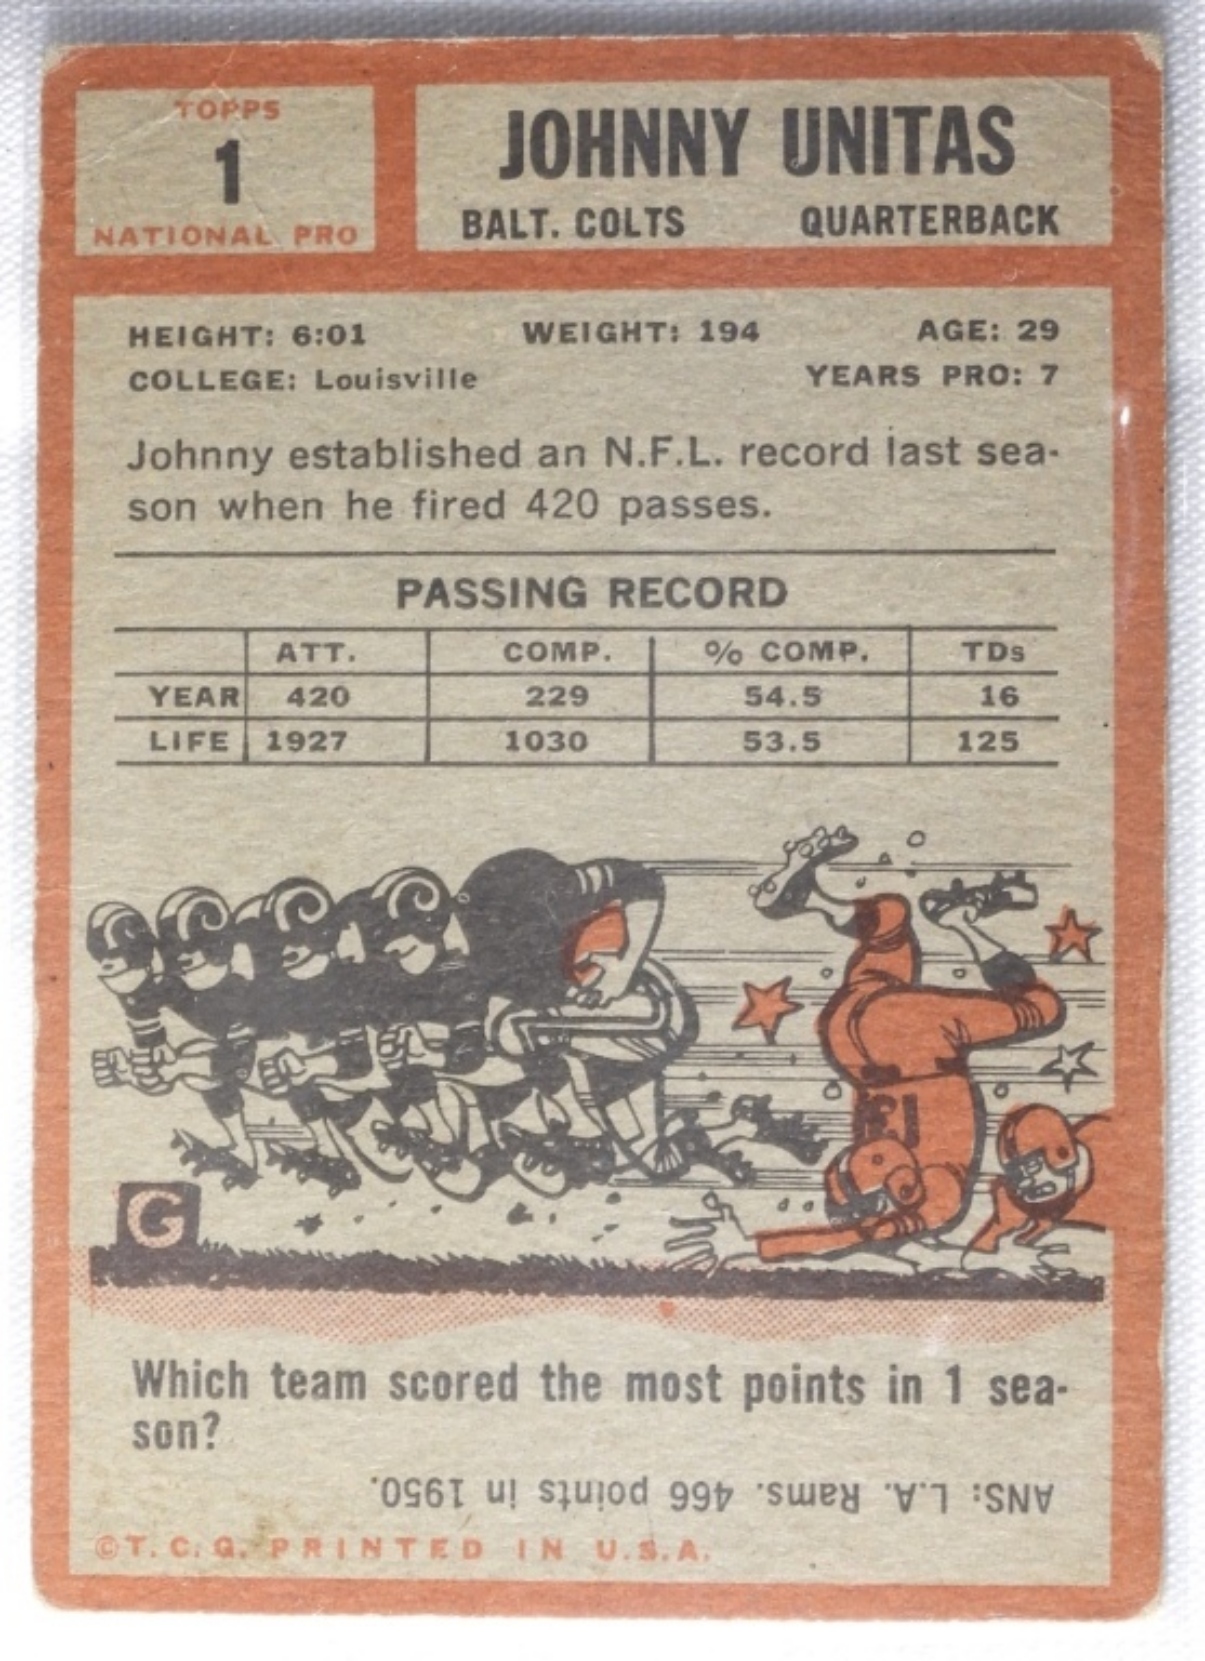 TOPPS
1
NATIONAL PRO
JOHNNY UNITAS
BALT. COLTS QUARTERBACK
HEIGHT: 6:01 WEIGHT: 194 AGE: 29
COLLEGE: Louisville YEARS PRO: 7
Johnny established an N.F.L. record last sea-
son when he fired 420 passes.
PASSING RECORD
ATT. COMP. % COMP. TDs
YEAR 420 229 54.5 16
LIFE 1927 1030 53.5 125
G
Which team scored the most points in 1 sea-
son?
ANS: L.A. Rams. 466 points in 1950.
©T.C.G. PRINTED IN U.S.A.